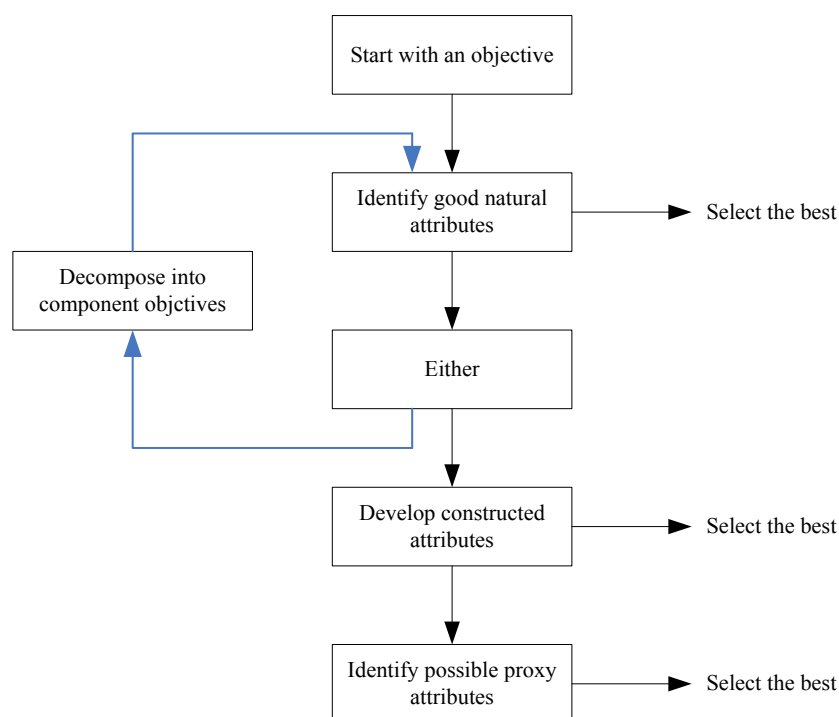 Start with an objective
Identify good natural
attributes
Select the best
Decompose into
component objctives
Either
Develop constructed
attributes
Select the best
Identify possible proxy
attributes
Select the best